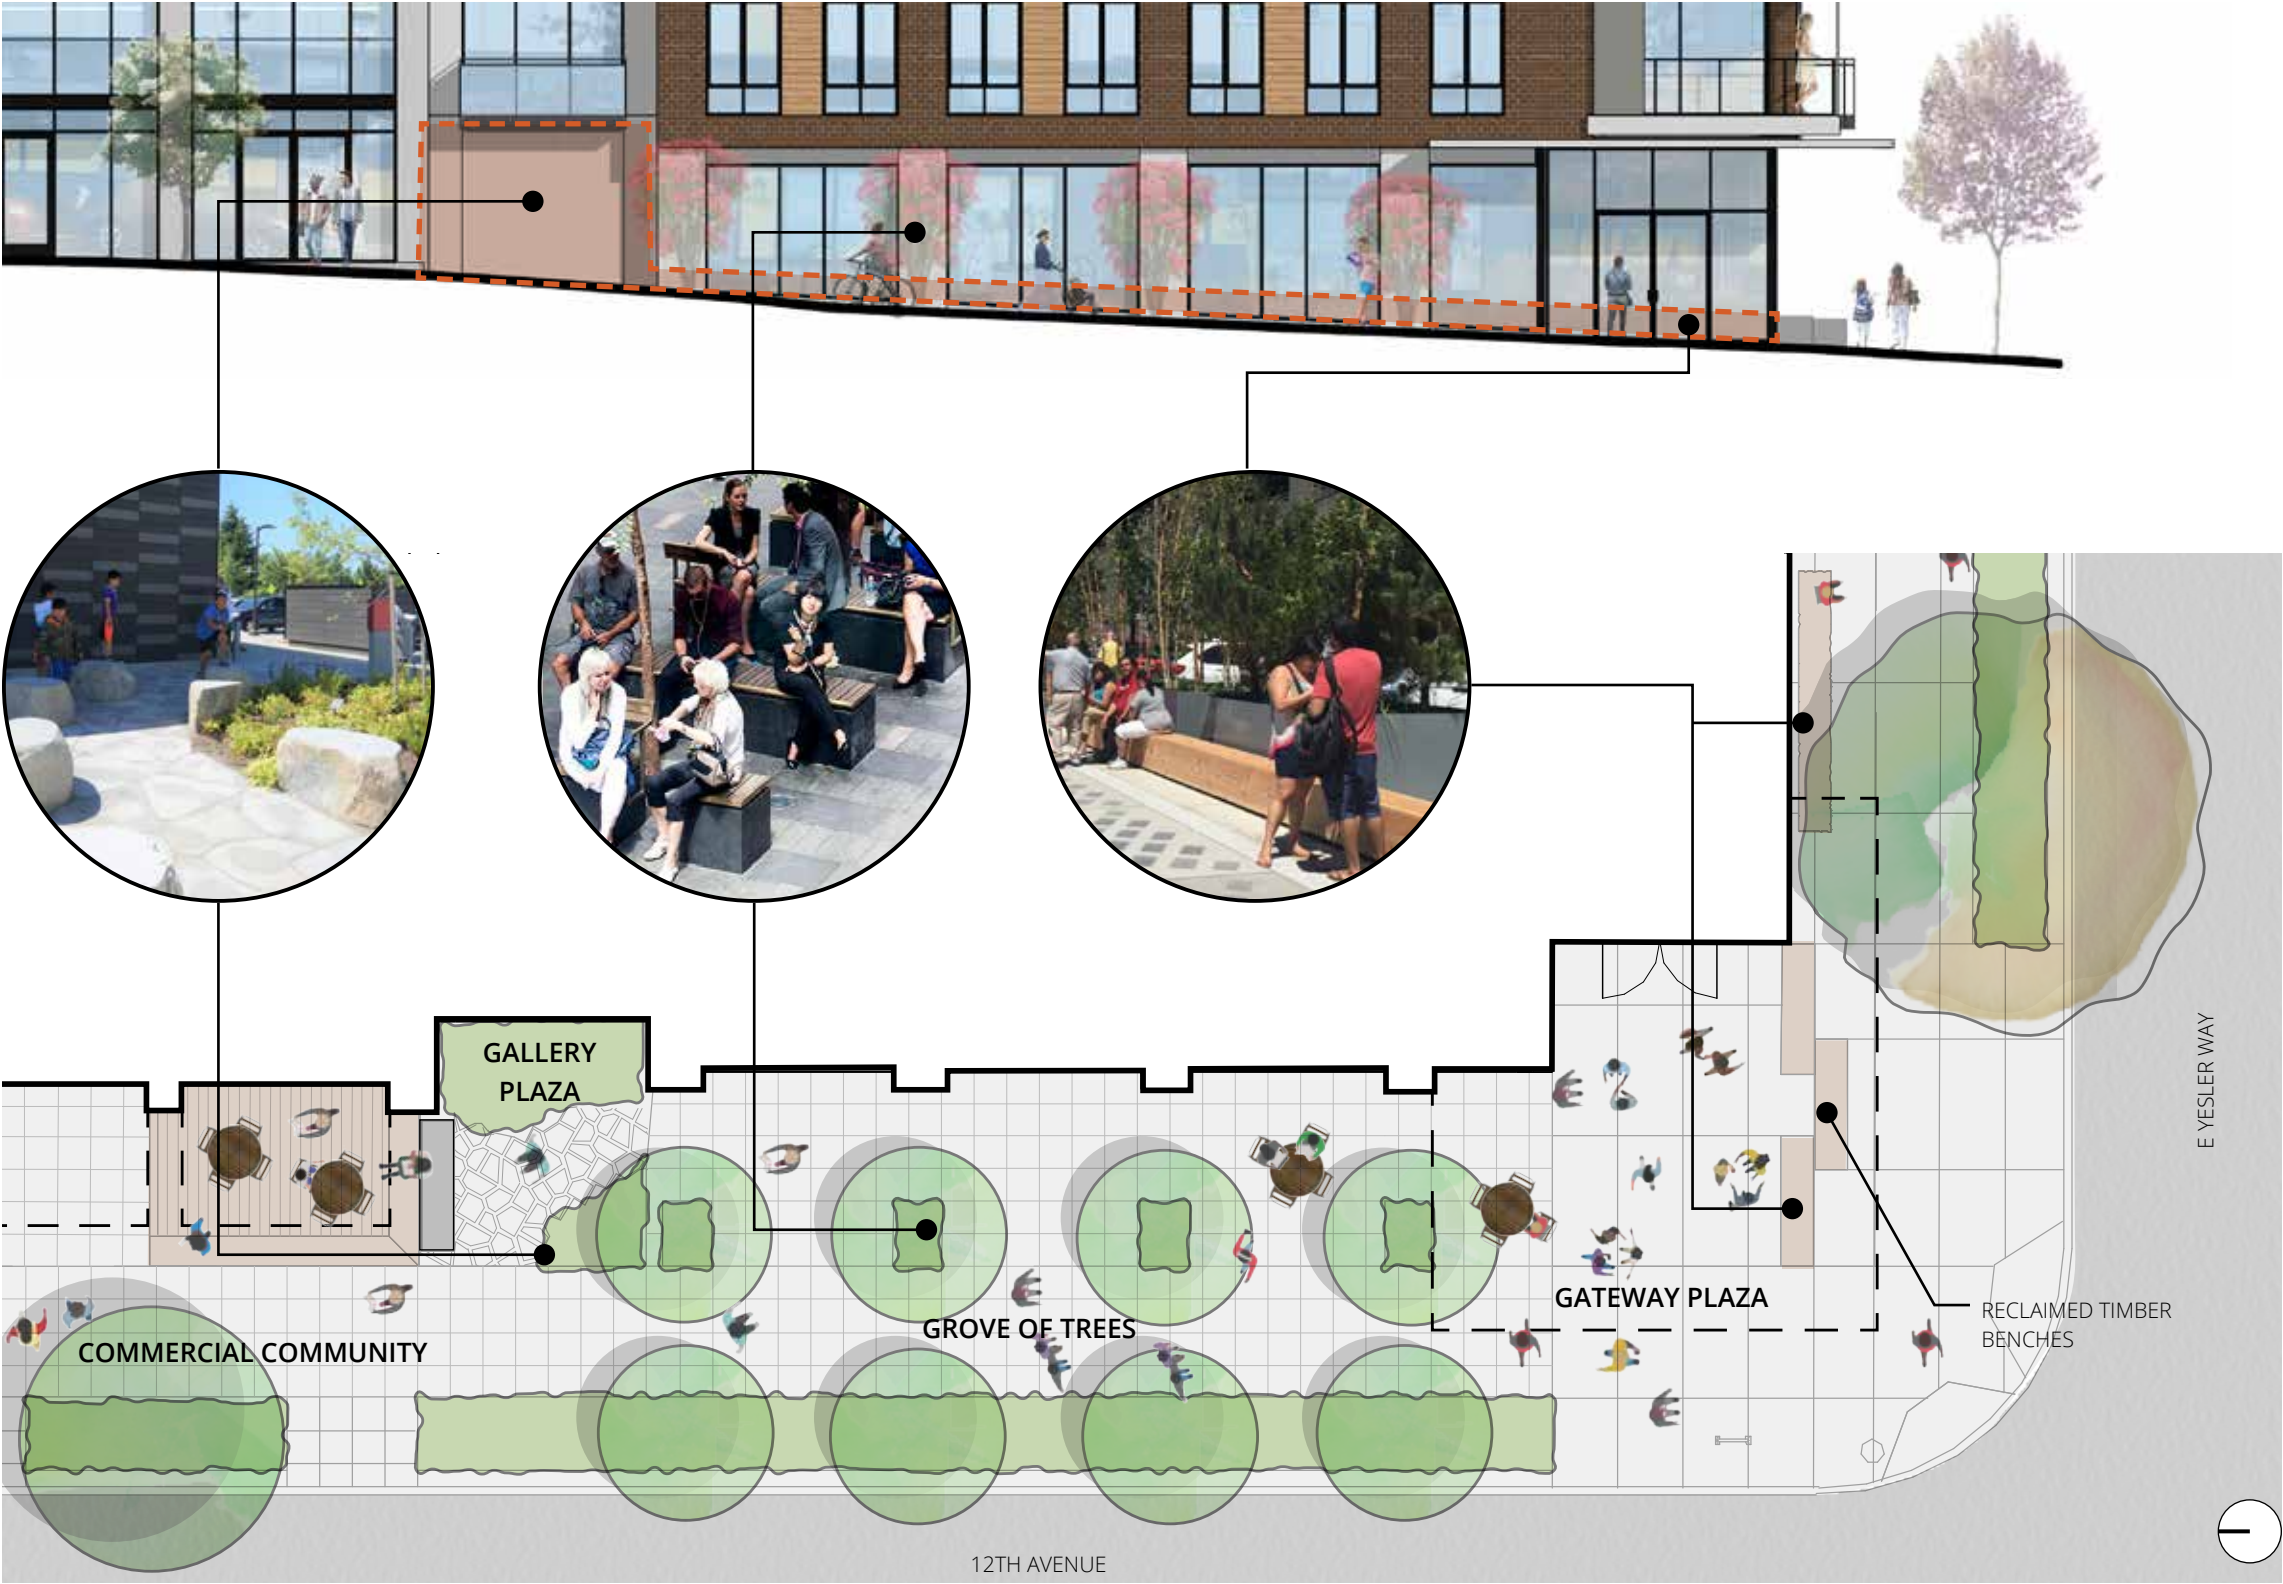 GALLERY
PLAZA
E YESLER WAY
GATEWAY PLAZA
RECLAIMED TIMBER
BENCHES
GROVE OF TREES
COMMERCIAL COMMUNITY
12TH AVENUE